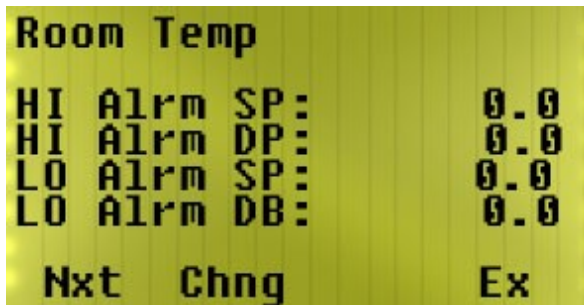 Room Temp
HI Alrm SP: 0.0
HI Alrm DP: 0.0
LO Alrm SP: 0.0
LO Alrm DB: 0.0
Nxt Chng Ex